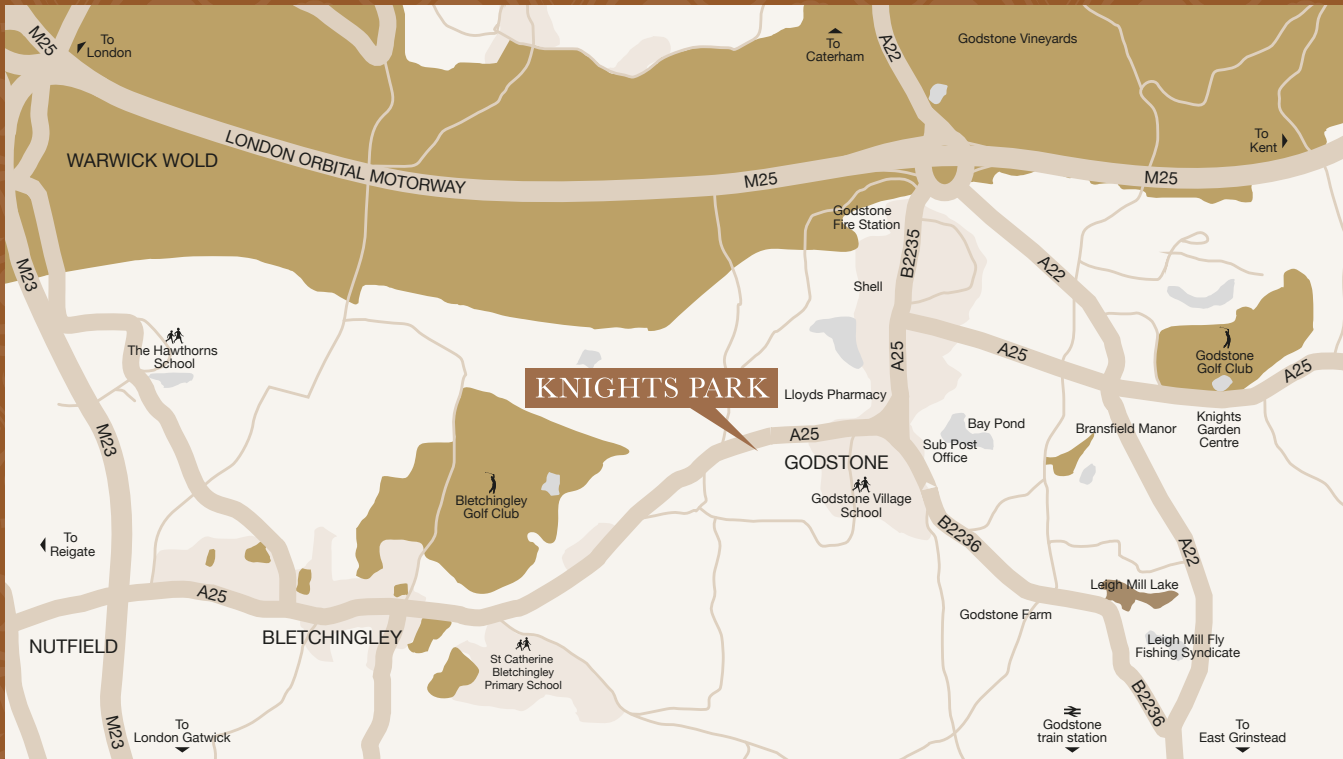 M25
To
London
To
Caterham
A22
Godstone Vineyards
To
Kent
WARWICK WOLD
LONDON ORBITAL MOTORWAY
M25
M25
Godstone
Fire Station
B2235
M23
Shell
A22
The Hawthorns
School
A25
A25
Godstone
Golf Club
A25
KNIGHTS PARK
Lloyds Pharmacy
M23
A25
Bay Pond
Bransfield Manor
Knights
Garden
Centre
Sub Post
Office
GODSTONE
Godstone Village
School
Bletchingley
Golf Club
To
Reigate
B2236
A22
A25
Leigh Mill Lake
Godstone Farm
NUTFIELD
BLETCHINGLEY
Leigh Mill Fly
Fishing Syndicate
St Catherine
Bletchingley
Primary School
B2236
M23
To
London Gatwick
Godstone
train station
To
East Grinstead